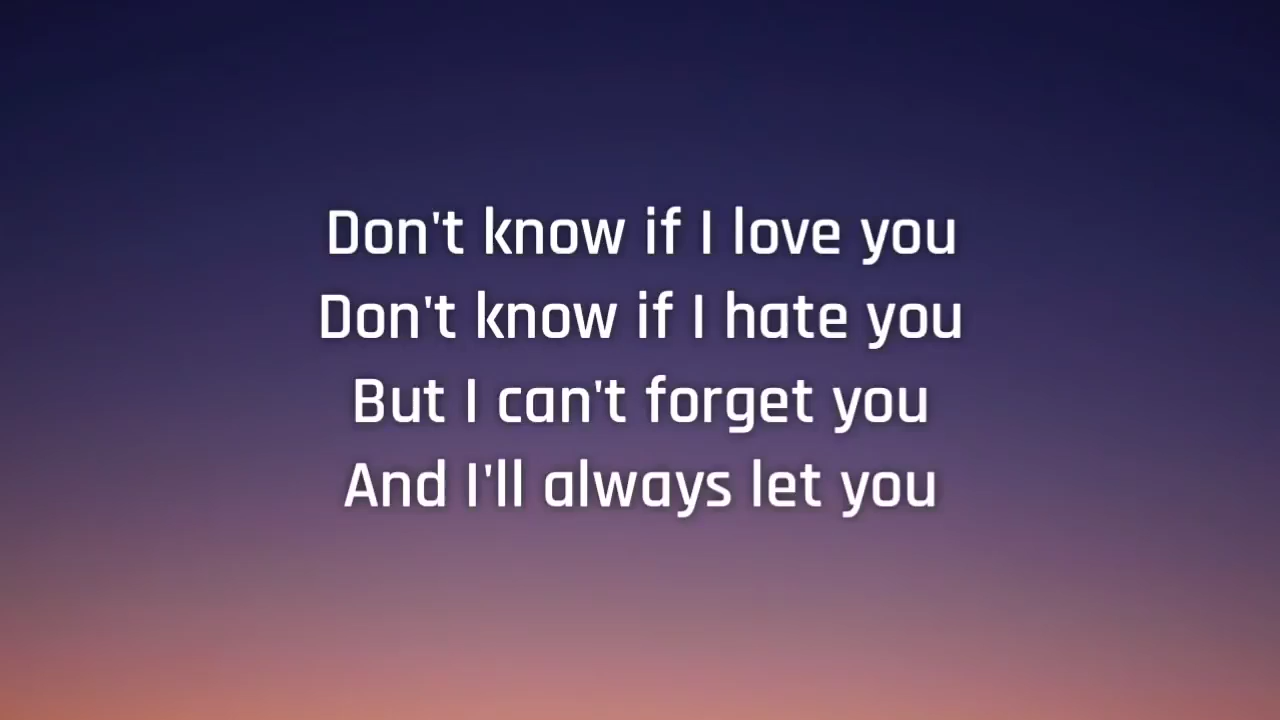 Don't know if I love you
Don't know if I hate you
But I can't forget you
And I'll always let you